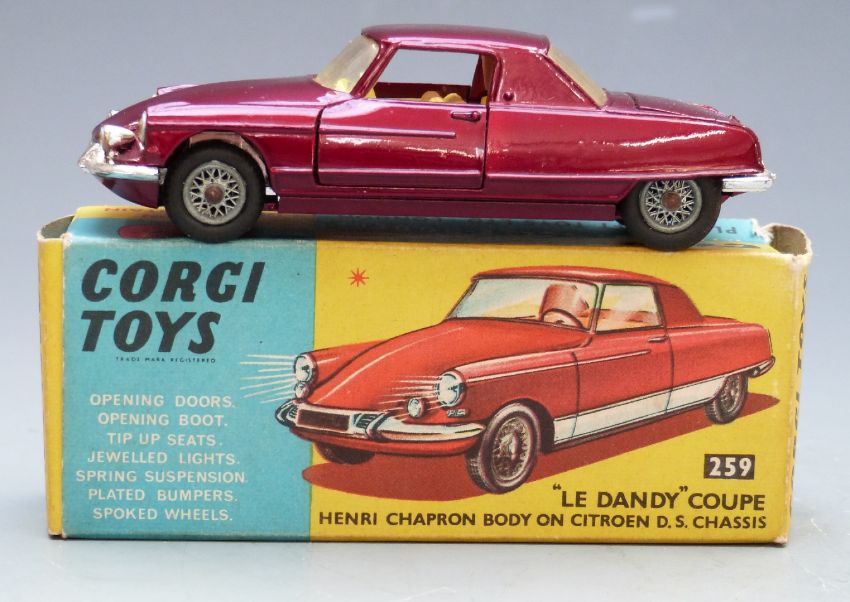 CORGI
TOYS
TRADE MARK REGISTERED
OPENING DOORS.
OPENING BOOT.
TIP UP SEATS.
JEWELLED LIGHTS.
SPRING SUSPENSION.
PLATED BUMPERS.
SPOKED WHEELS.
259
"LE DANDY" COUPE
HENRI CHAPRON BODY ON CITROEN D.S. CHASSIS